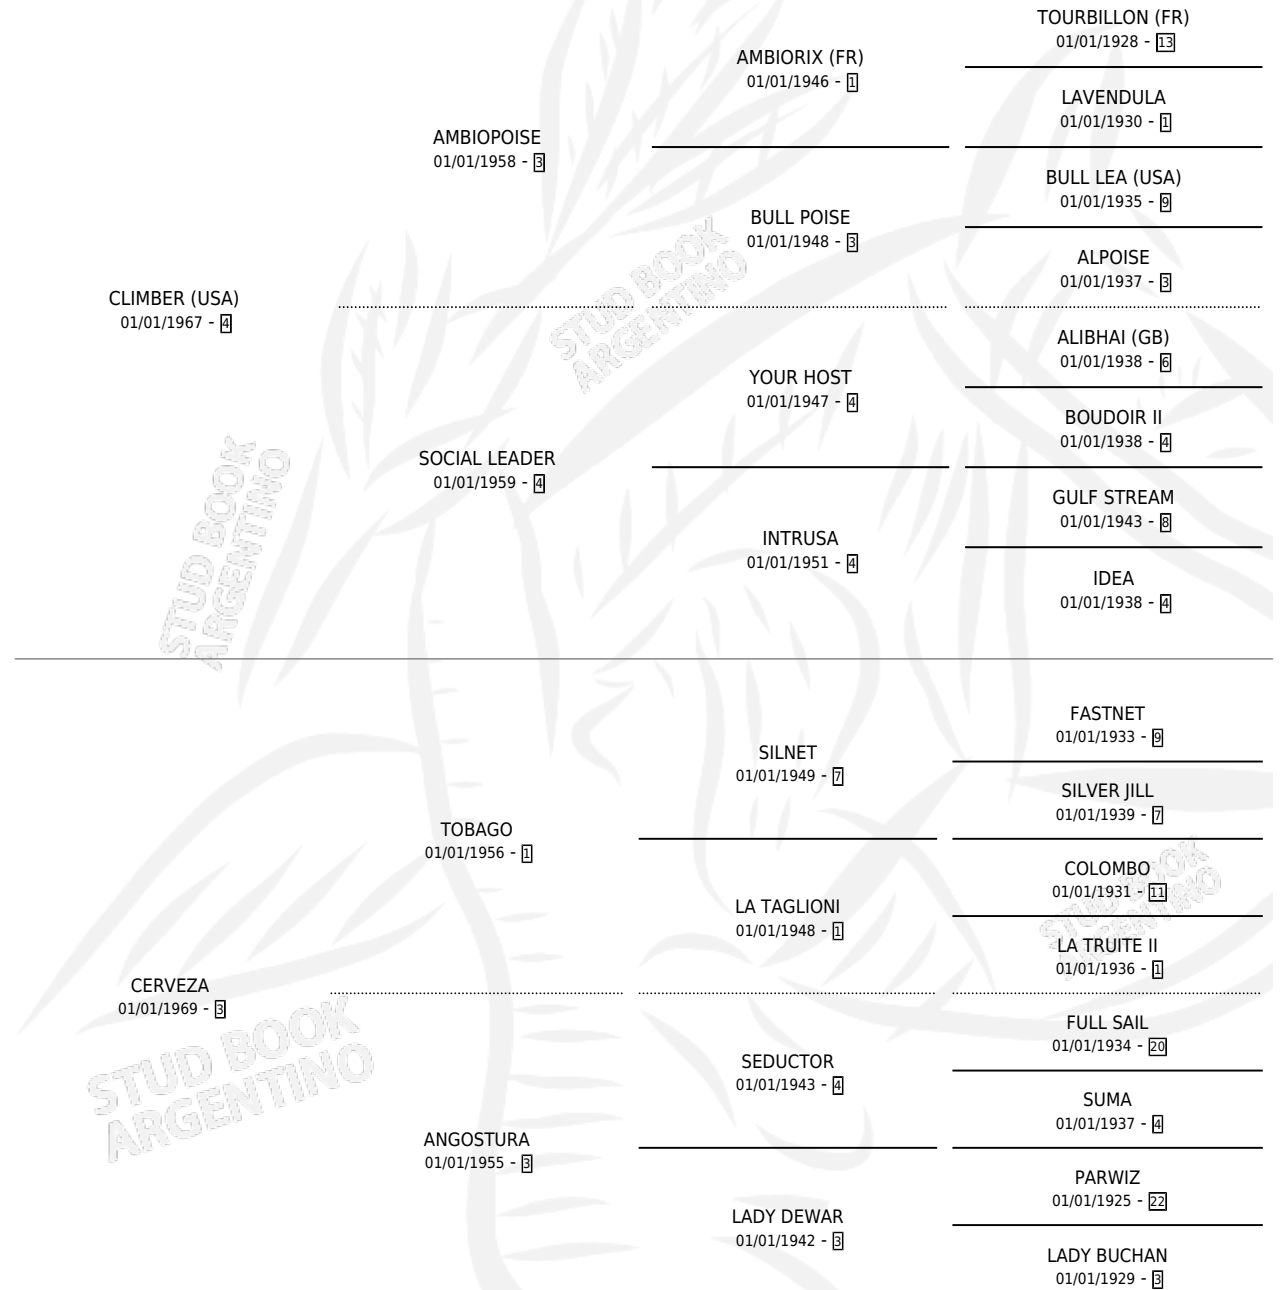 TOURBILLON (FR)
01/01/1928 - 13
AMBIORIX (FR)
01/01/1946 - 1
LAVENDULA
01/01/1930 - 1
AMBIOPOISE
01/01/1958 - 3
BULL LEA (USA)
01/01/1935 - 9
BULL POISE
01/01/1948 - 3
ALPOISE
01/01/1937 - 3
CLIMBER (USA)
01/01/1967 - 4
ALIBHAI (GB)
01/01/1938 - 6
YOUR HOST
01/01/1947 - 4
BOUDOIR II
01/01/1938 - 4
SOCIAL LEADER
01/01/1959 - 4
GULF STREAM
01/01/1943 - 8
INTRUSA
01/01/1951 - 4
IDEA
01/01/1938 - 4
FASTNET
01/01/1933 - 9
SILNET
01/01/1949 - 7
SILVER JILL
01/01/1939 - 7
TOBAGO
01/01/1956 - 1
COLOMBO
01/01/1931 - 11
LA TAGLIONI
01/01/1948 - 1
LA TRUITE II
01/01/1936 - 1
CERVEZA
01/01/1969 - 3
FULL SAIL
01/01/1934 - 20
SEDUCTOR
01/01/1943 - 4
SUMA
01/01/1937 - 4
ANGOSTURA
01/01/1955 - 3
PARWIZ
01/01/1925 - 22
LADY DEWAR
01/01/1942 - 3
LADY BUCHAN
01/01/1929 - 3
STUD BOOK
ARGENTINO
STUD BOOK
ARGENTINO
STUD BOOK
ARGENTINO
STUD BOOK
ARGENTINO